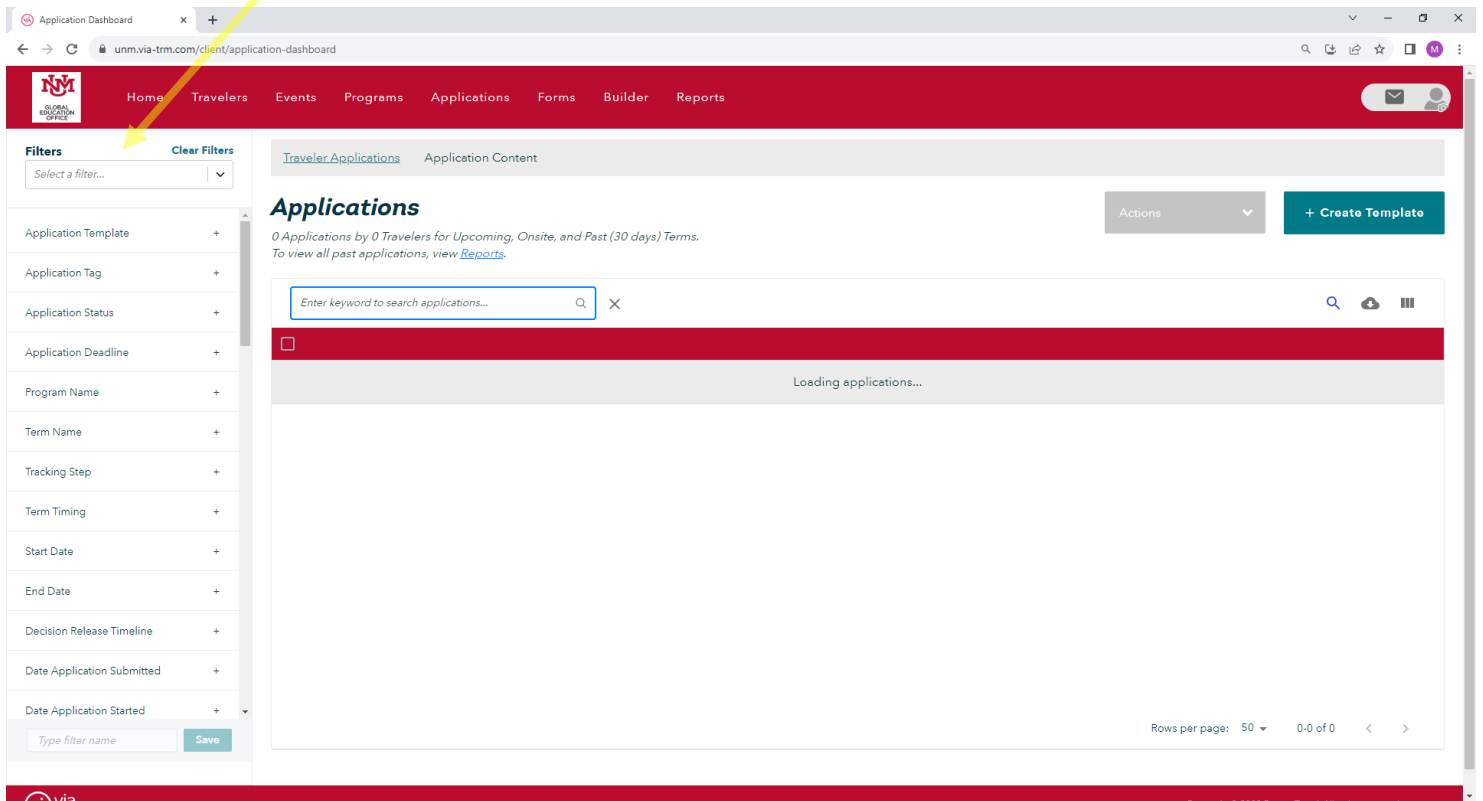 Application Dashboard
unm.via-trm.com/client/application-dashboard
M
NM
GLOBAL
EDUCATION
OFFICE
Home Travelers Events Programs Applications Forms Builder Reports
Filters Clear Filters
Select a filter...
Application Template +
Application Tag +
Application Status +
Application Deadline +
Program Name +
Term Name +
Tracking Step +
Term Timing +
Start Date +
End Date +
Decision Release Timeline +
Date Application Submitted +
Date Application Started +
Type filter name Save
Traveler Applications Application Content
Applications
0 Applications by 0 Travelers for Upcoming, Onsite, and Past (30 days) Terms.
To view all past applications, view Reports.
Actions
+ Create Template
Enter keyword to search applications...
Loading applications...
Rows per page: 50 0-0 of 0
via